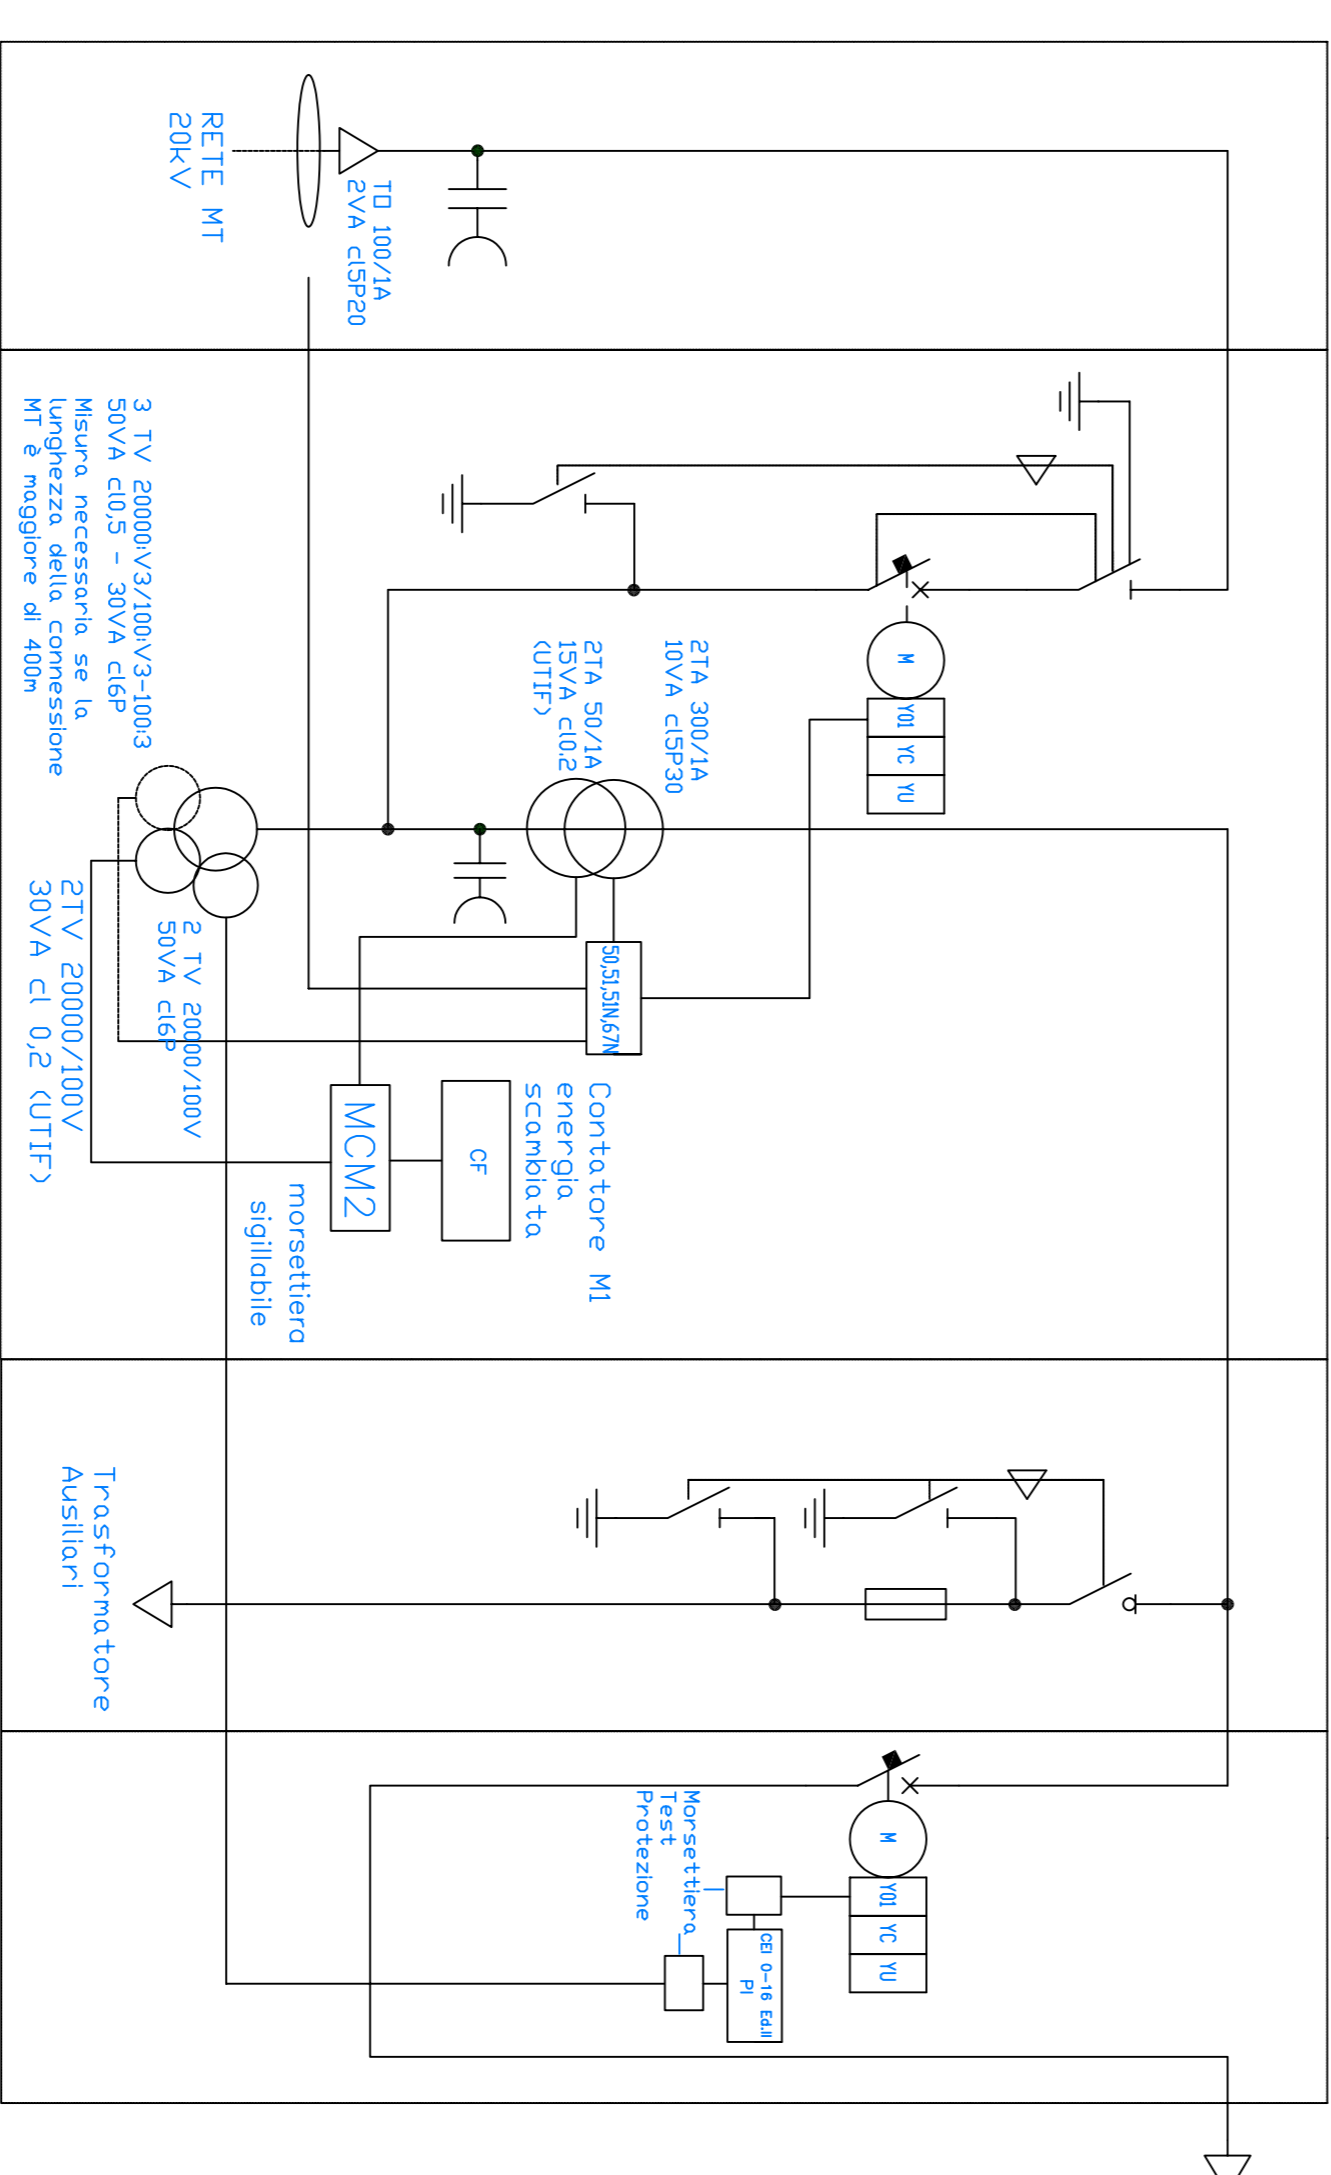 RETE MT
20kV
TO 100/1A
2VA cl5P20
3 TV 20000:V3/100:V3-100:3
50VA cl0,5 - 30VA cl6P
Misura necessaria se la
lunghezza della connessione
MT è maggiore di 400m
M
Y01
YC
YU
2TA 300/1A
10VA cl5P30
2TA 50/1A
15VA cl0.2
(UTIF)
50,51,51N,67N
2 TV 20000/100V
50VA cl6P
2TV 20000/100V
30VA cl 0,2 (UTIF)
Contatore M1
energia
scambiata
CF
MCM2
morsettiera
sigillabile
Trasformatore
Ausiliari
M
Y01
YC
YU
Morsettiera
Test
Protezione
CEI 0-16 Ed.II
PI